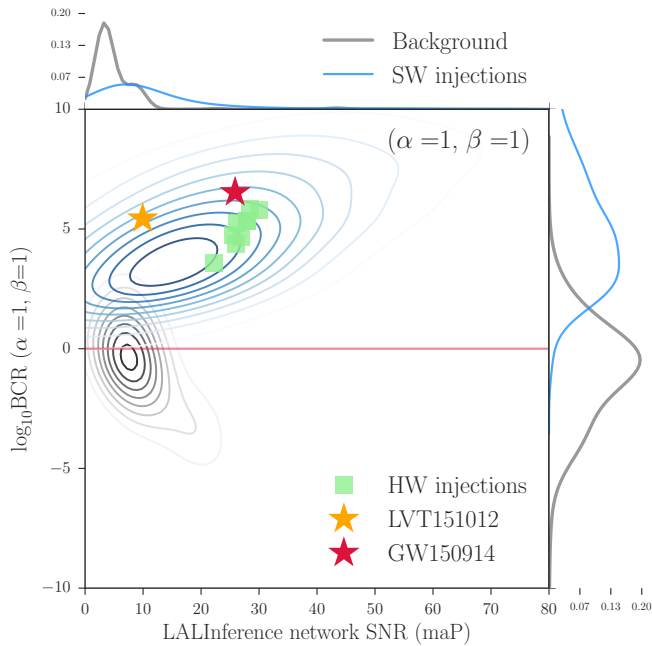 0.20
0.13
0.07
Background
SW injections
10
5
0
−5
−10
(α =1, β =1)
log10BCR (α =1, β=1)
HW injections
LVT151012
GW150914
0 10 20 30 40 50 60 70 80
LALInference network SNR (maP)
0.07 0.13 0.20